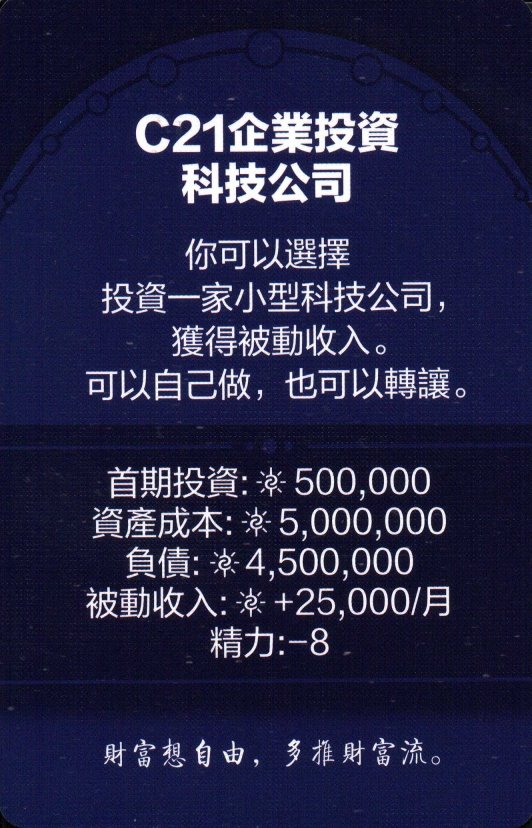 C21企業投資
科技公司
你可以選擇
投資一家小型科技公司，
獲得被動收入。
可以自己做，也可以轉讓。
首期投資: 500,000
資產成本: 5,000,000
負債: 4,500,000
被動收入: +25,000/月
精力:-8
財富想自由，多推財富流。